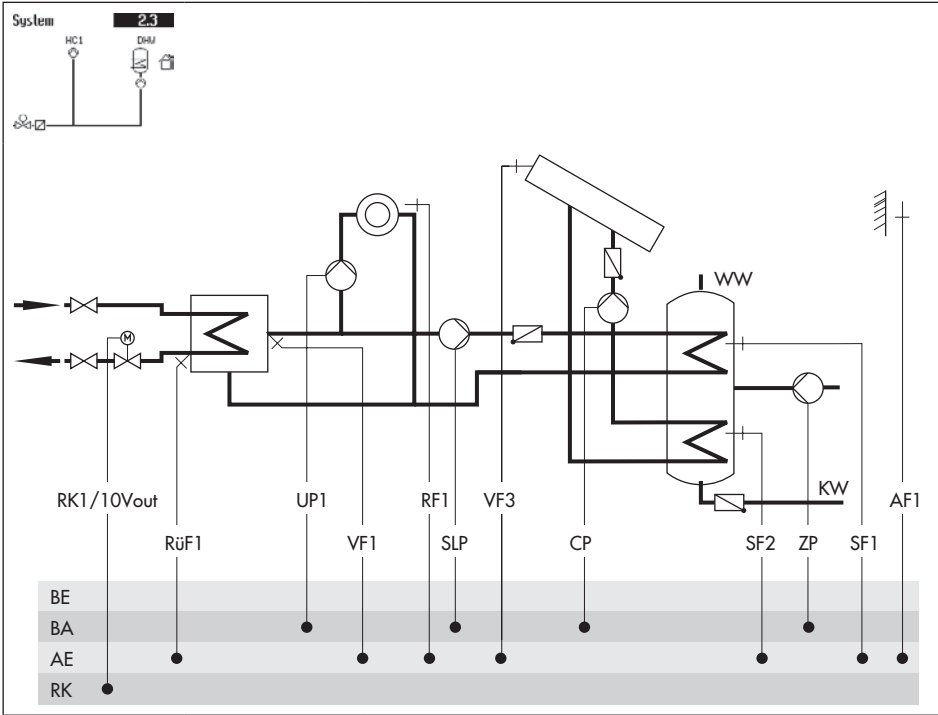 System 2.3
HC1 DHW
M
WW
KW
RK1/10Vout UP1 RF1 VF3 AF1
RüF1 VF1 SLP CP SF2 ZP SF1
BE
BA
AE
RK